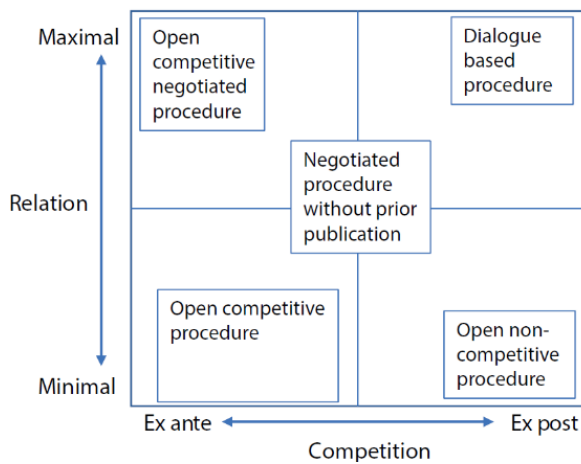 Maximal
Open
competitive
negotiated
procedure
Dialogue
based
procedure
Negotiated
procedure
without prior
publication
Relation
Open competitive
procedure
Open non-
competitive
procedure
Minimal
Ex ante
Ex post
Competition